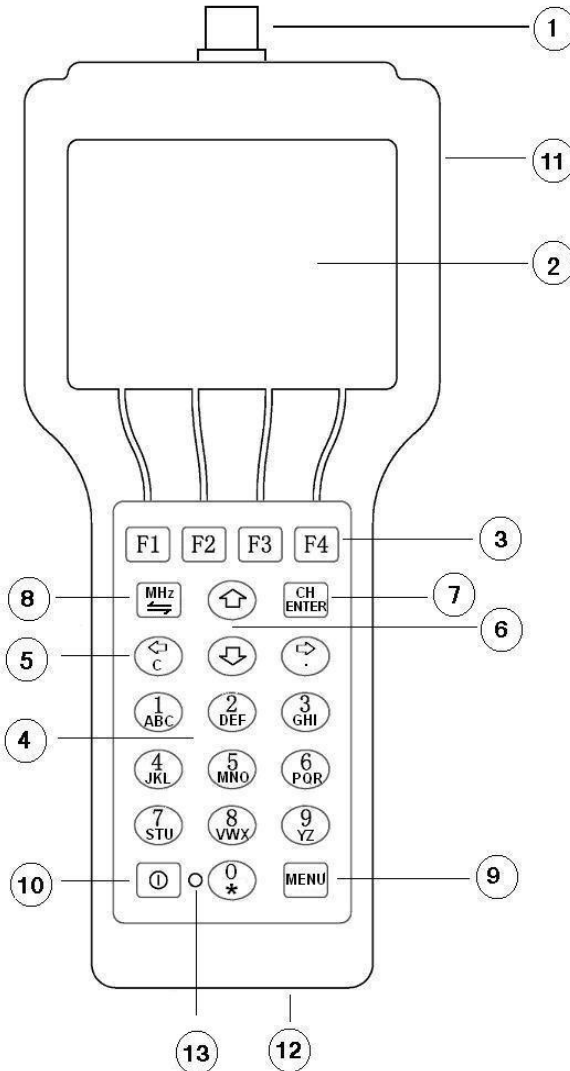 1
11
2
F1 F2 F3 F4
3
8
MHz
CH
ENTER
7
6
5
C
.
1
ABC
2
DEF
3
GHI
4
4
JKL
5
MNO
6
PQR
7
STU
8
VWX
9
YZ
10
0
*
MENU
9
13
12